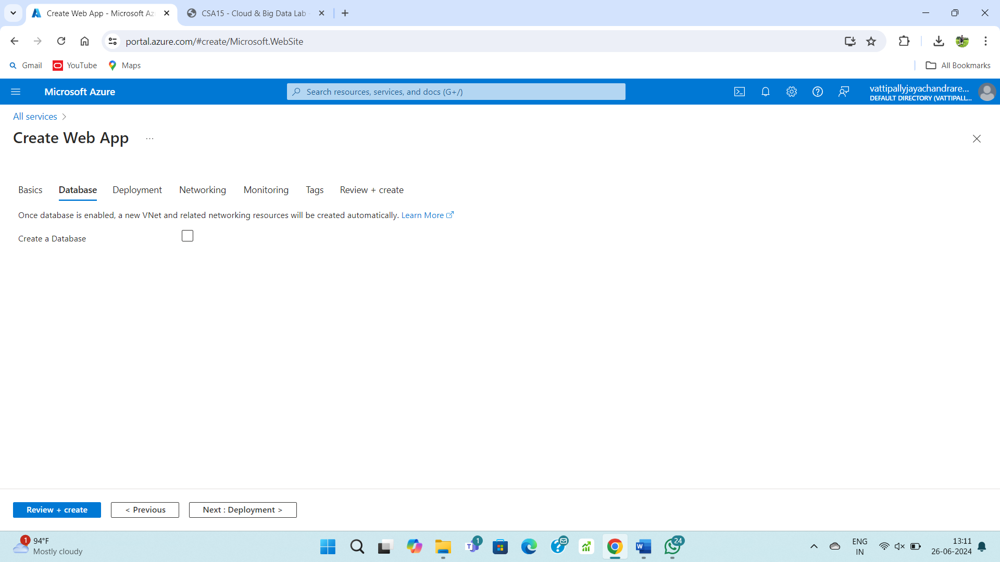 Create Web App - Microsoft Az
CSA15 - Cloud & Big Data Lab -
portal.azure.com/#create/Microsoft.WebSite
Gmail
YouTube
Maps
All Bookmarks
Microsoft Azure
Search resources, services, and docs (G+/)
vattipallyjayachandrare...
DEFAULT DIRECTORY (VATTIPALL...
All services >
Create Web App ...
Basics
Database
Deployment
Networking
Monitoring
Tags
Review + create
Once database is enabled, a new VNet and related networking resources will be created automatically. Learn More
Create a Database
Review + create
< Previous
Next : Deployment >
1
94°F
Mostly cloudy
1
24
ENG
IN
13:11
26-06-2024